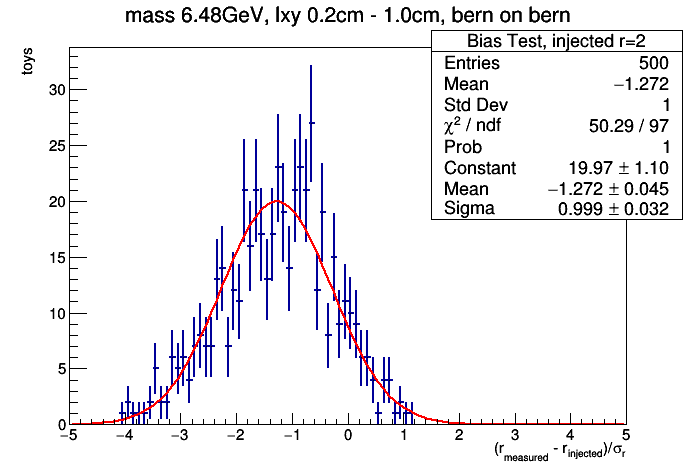 mass 6.48GeV, lxy 0.2cm - 1.0cm, bern on bern
Bias Test, injected r=2
Entries 500
Mean −1.272
Std Dev 1
χ² / ndf 50.29 / 97
Prob 1
Constant 19.97 ± 1.10
Mean −1.272 ± 0.045
Sigma 0.999 ± 0.032
toys
30
25
20
15
10
5
0
−5 −4 −3 −2 −1 0 1 2 3 4 5
(r_measured - r_injected)/σ_r